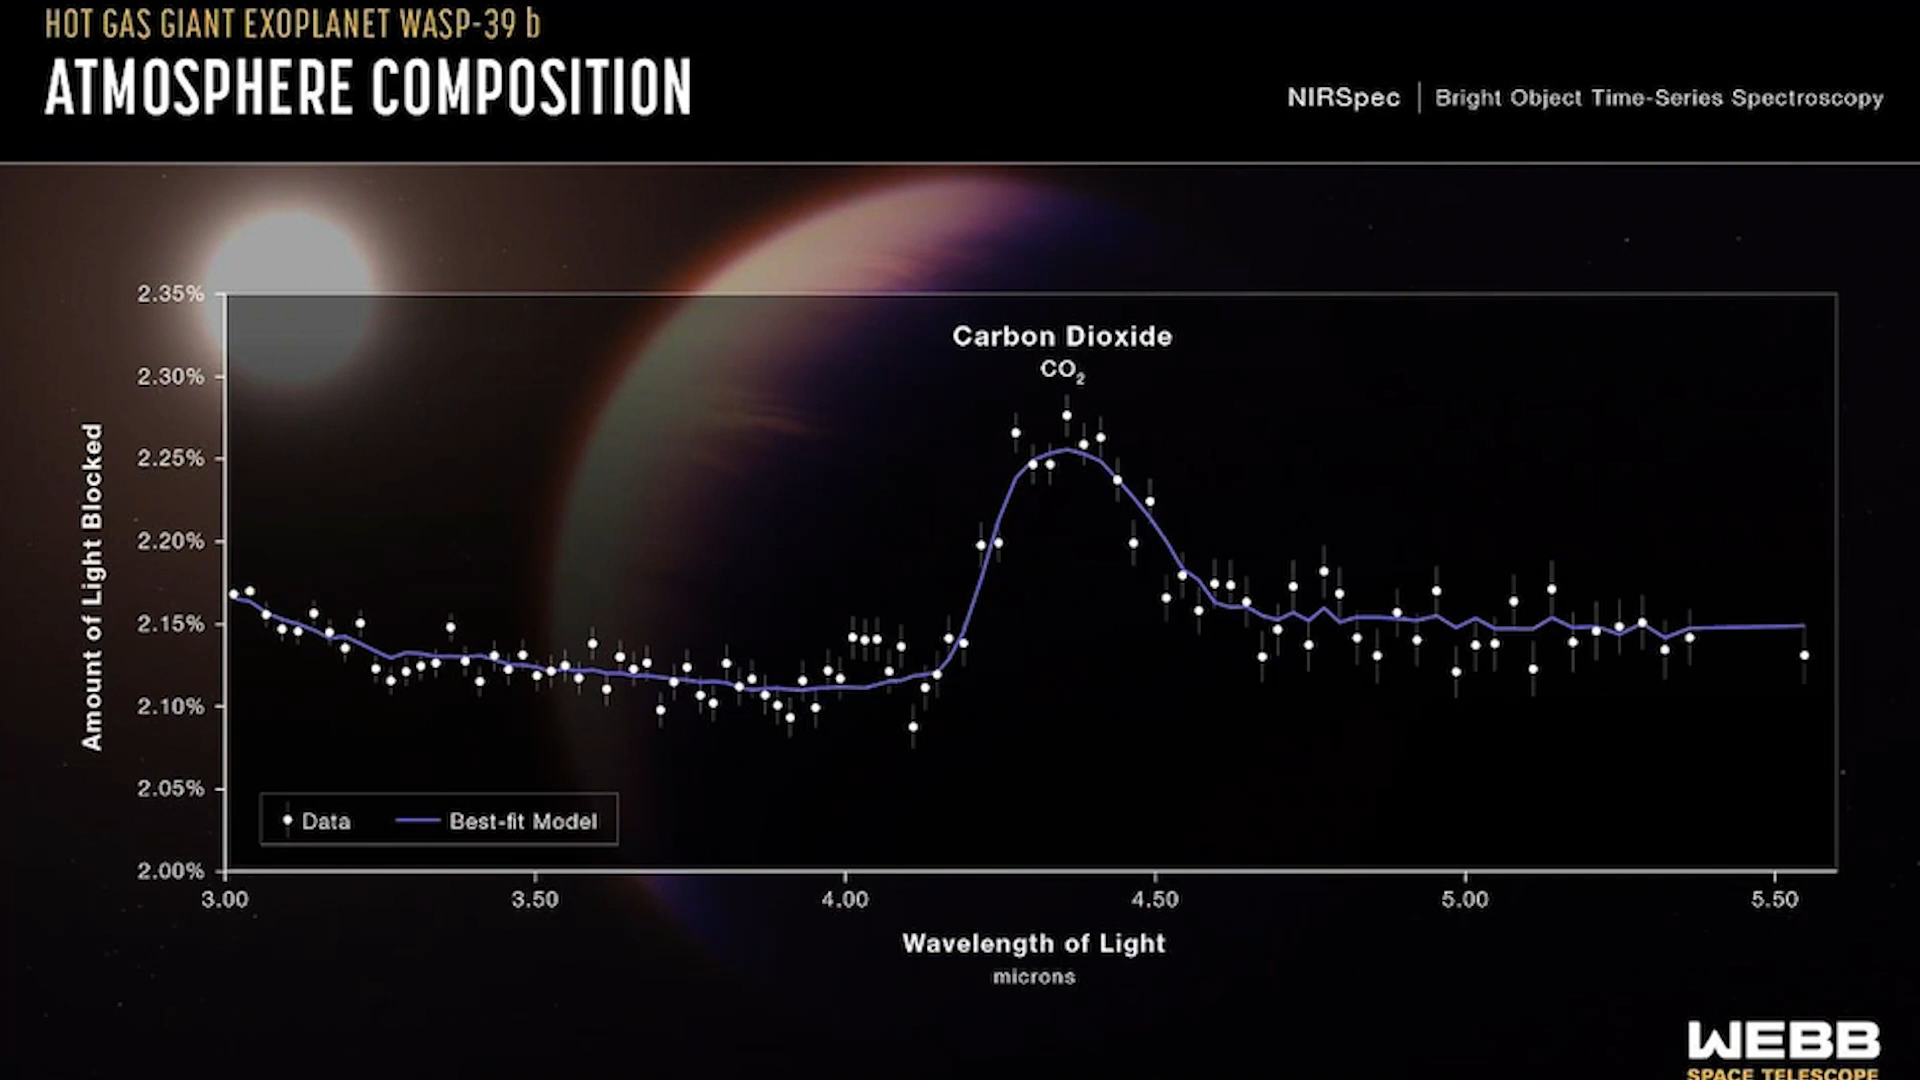 HOT GAS GIANT EXOPLANET WASP-39 b
ATMOSPHERE COMPOSITION
NIRSpec | Bright Object Time-Series Spectroscopy
Carbon Dioxide
CO₂
2.35%
2.30%
2.25%
2.20%
2.15%
2.10%
2.05%
2.00%
Amount of Light Blocked
Data
Best-fit Model
3.00 3.50 4.00 4.50 5.00 5.50
Wavelength of Light
microns
WEBB
SPACE TELESCOPE